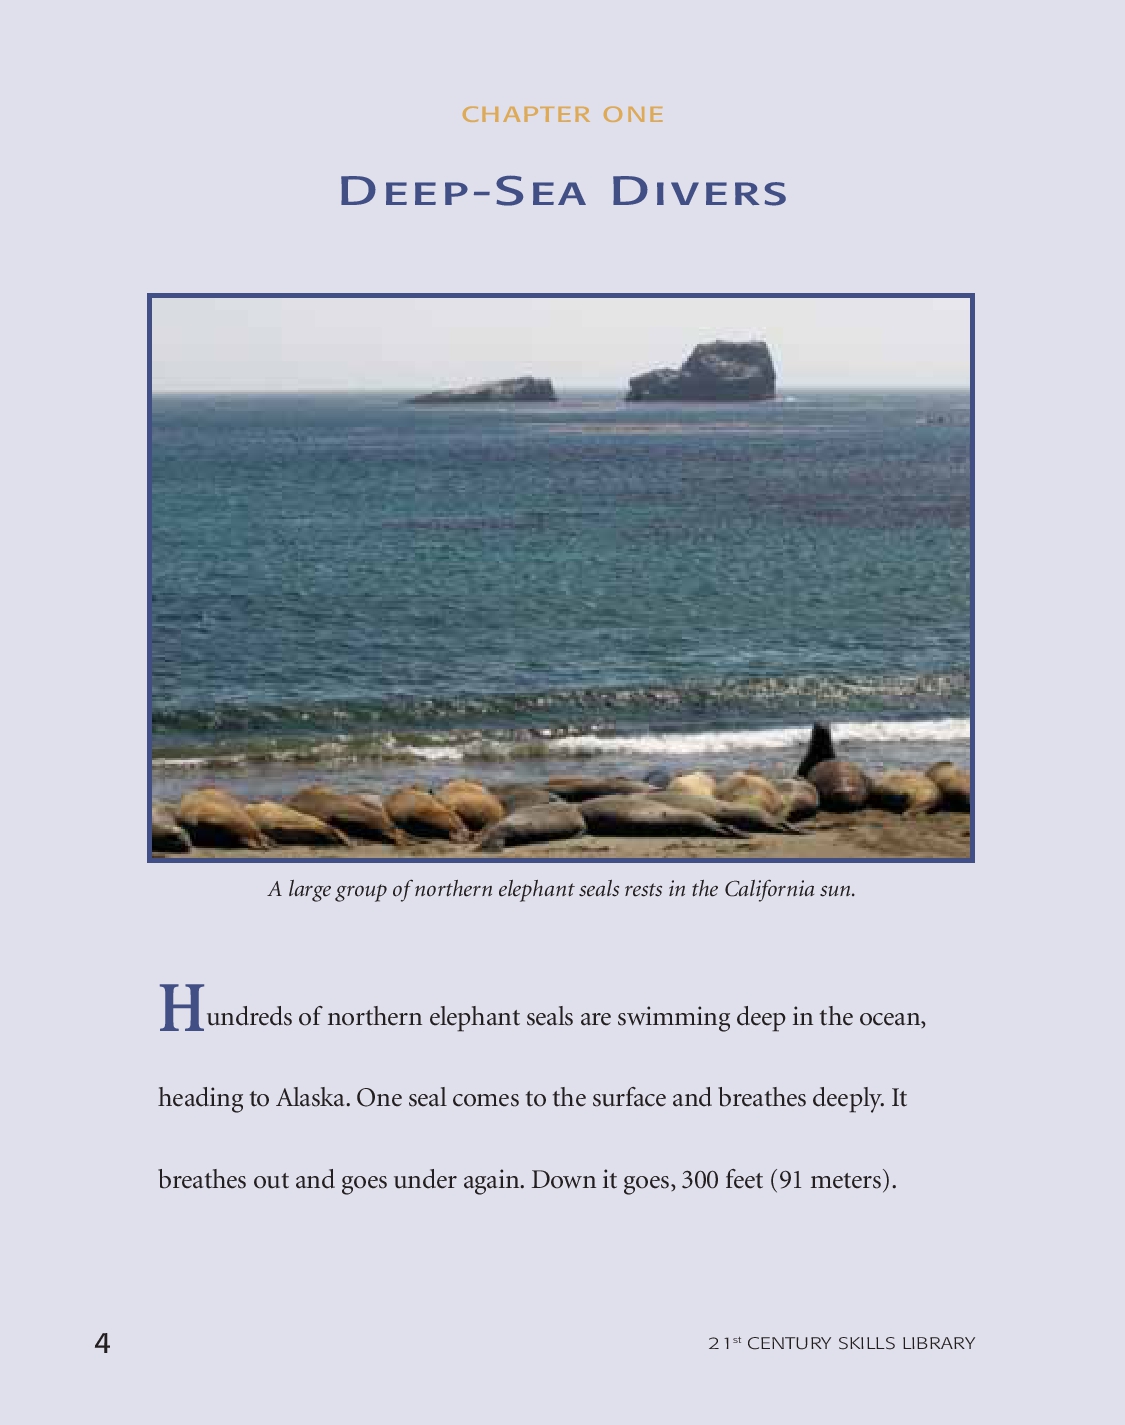 CHAPTER ONE
DEEP-SEA DIVERS
A large group of northern elephant seals rests in the California sun.
Hundreds of northern elephant seals are swimming deep in the ocean,
heading to Alaska. One seal comes to the surface and breathes deeply. It
breathes out and goes under again. Down it goes, 300 feet (91 meters).
4
21st CENTURY SKILLS LIBRARY